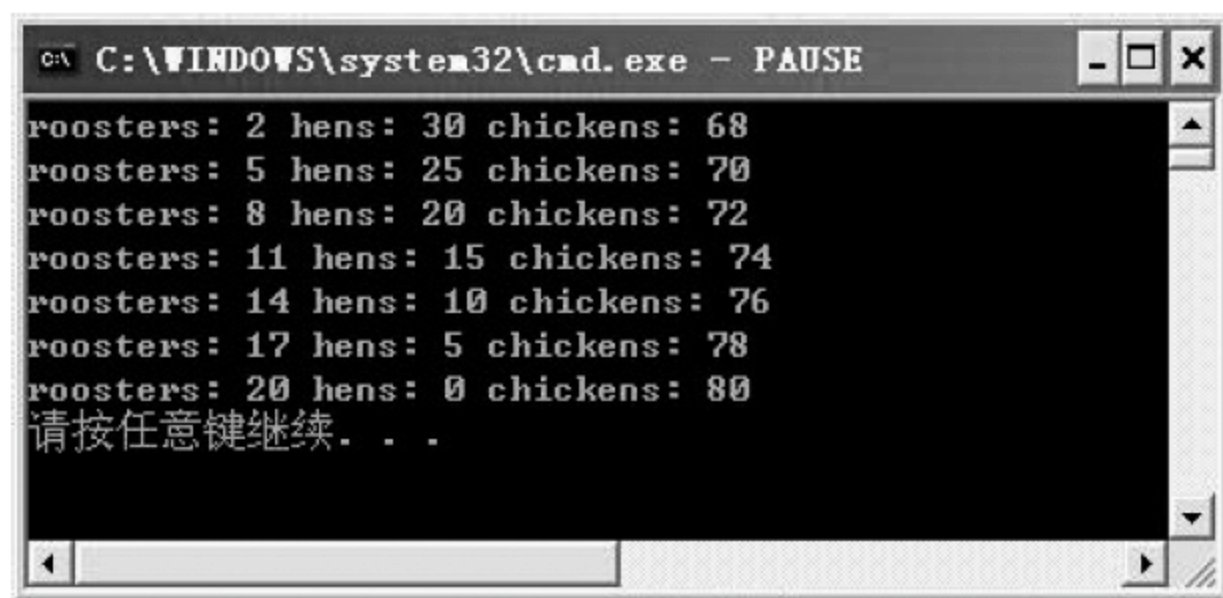 C:\WINDOWS\system32\cmd.exe - PAUSE
roosters: 2 hens: 30 chickens: 68
roosters: 5 hens: 25 chickens: 70
roosters: 8 hens: 20 chickens: 72
roosters: 11 hens: 15 chickens: 74
roosters: 14 hens: 10 chickens: 76
roosters: 17 hens: 5 chickens: 78
roosters: 20 hens: 0 chickens: 80
请按任意键继续. . .